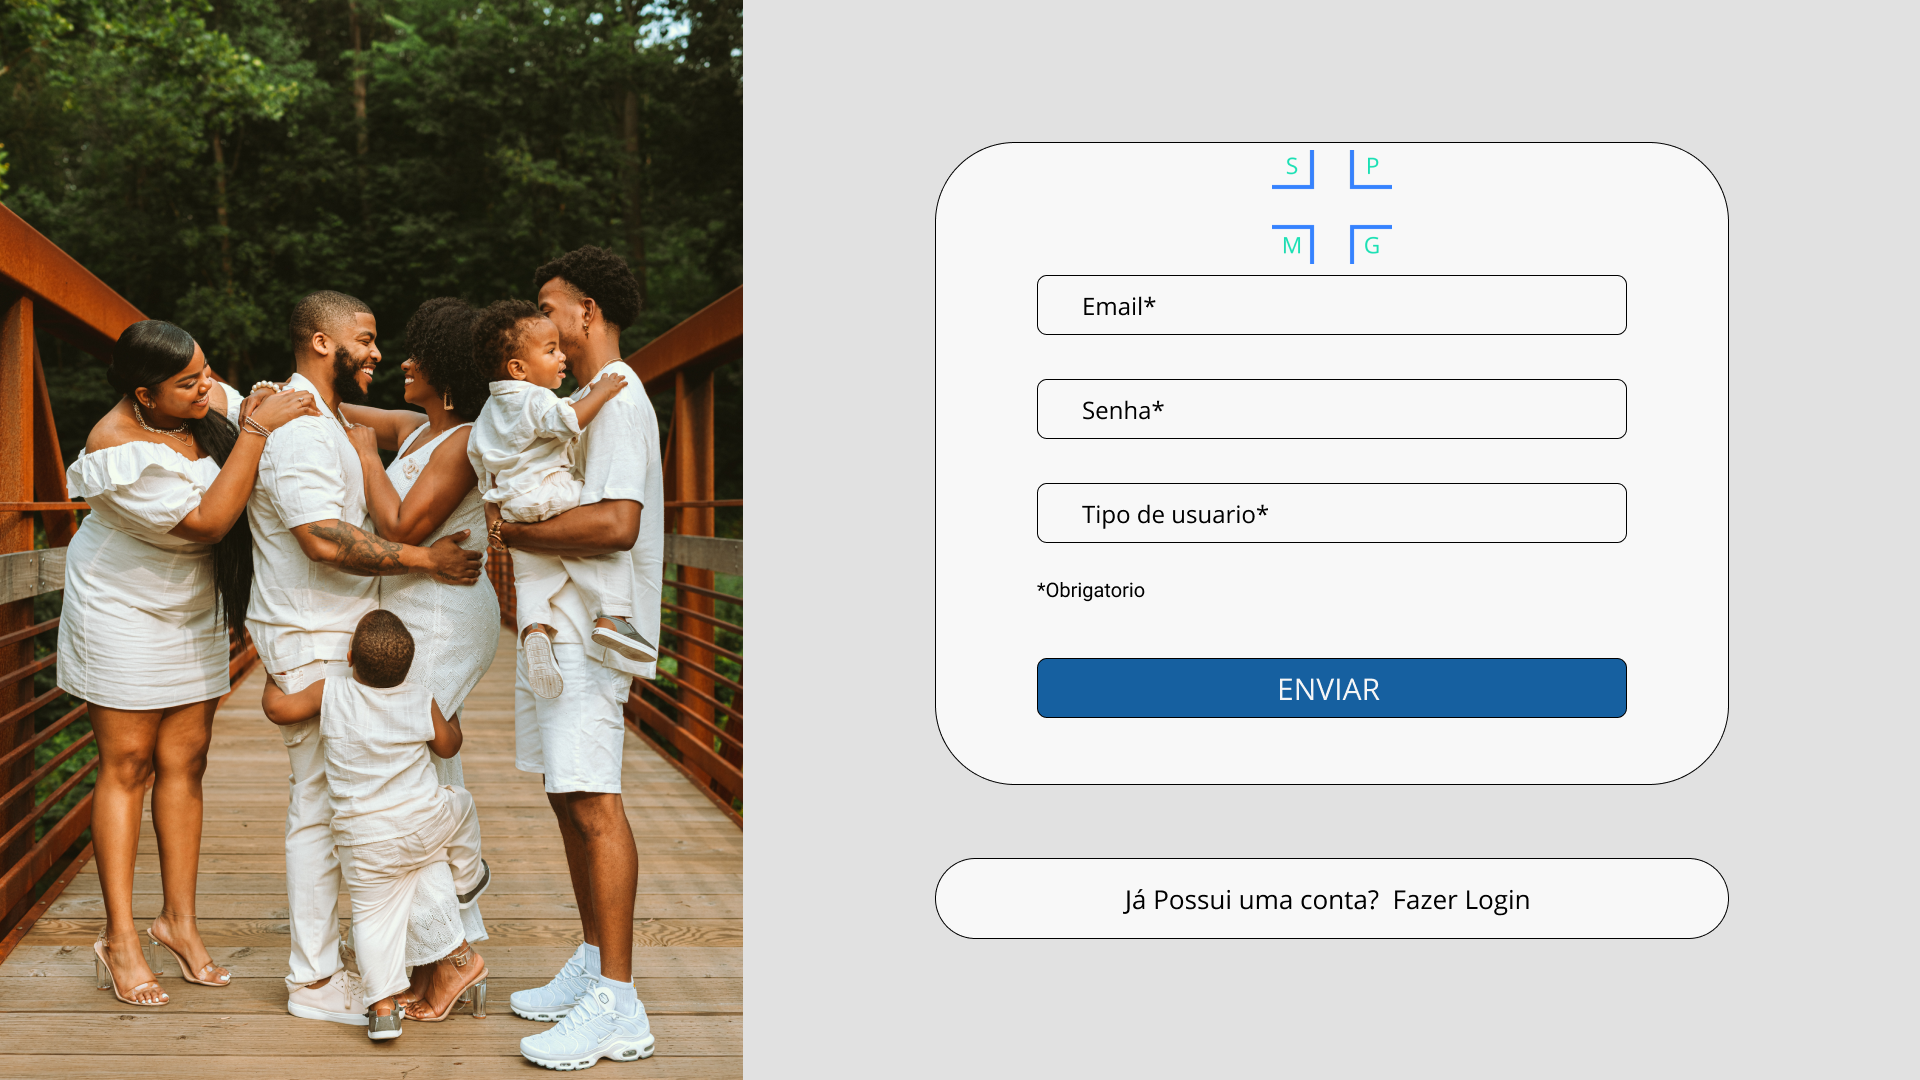 S P
M G
Email*
Senha*
Tipo de usuario*
*Obrigatorio
ENVIAR
Já Possui uma conta? Fazer Login